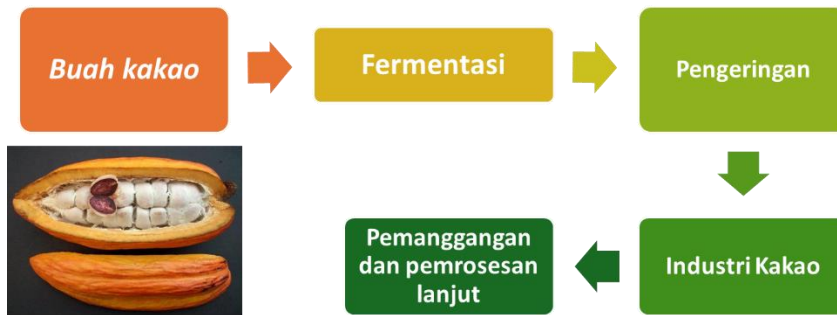 Buah kakao
Fermentasi
Pengeringan
Industri Kakao
Pemanggangan
dan pemrosesan
lanjut